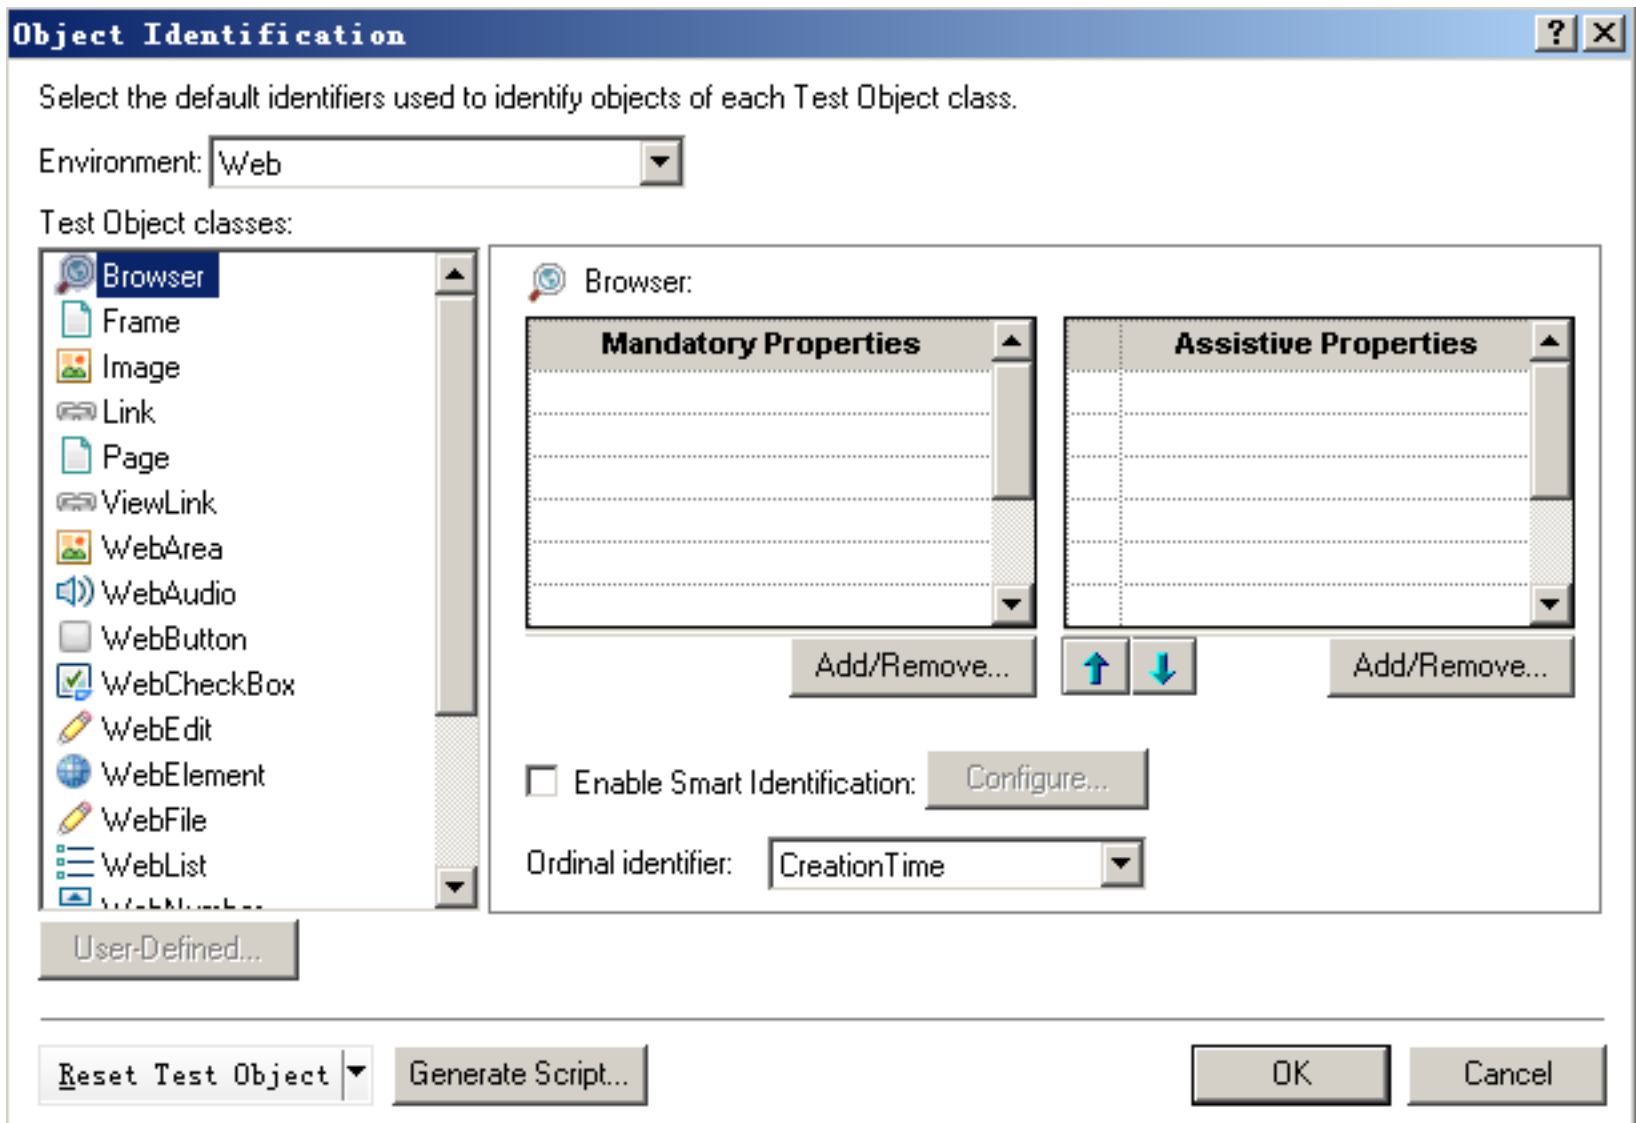 Object Identification
Select the default identifiers used to identify objects of each Test Object class.
Environment: Web
Test Object classes:
Browser
Frame
Image
Link
Page
ViewLink
WebArea
WebAudio
WebButton
WebCheckBox
WebEdit
WebElement
WebFile
WebList
Browser:
Mandatory Properties
Assistive Properties
Add/Remove...
Add/Remove...
Enable Smart Identification: Configure...
Ordinal identifier: CreationTime
User-Defined...
Reset Test Object
Generate Script...
OK
Cancel